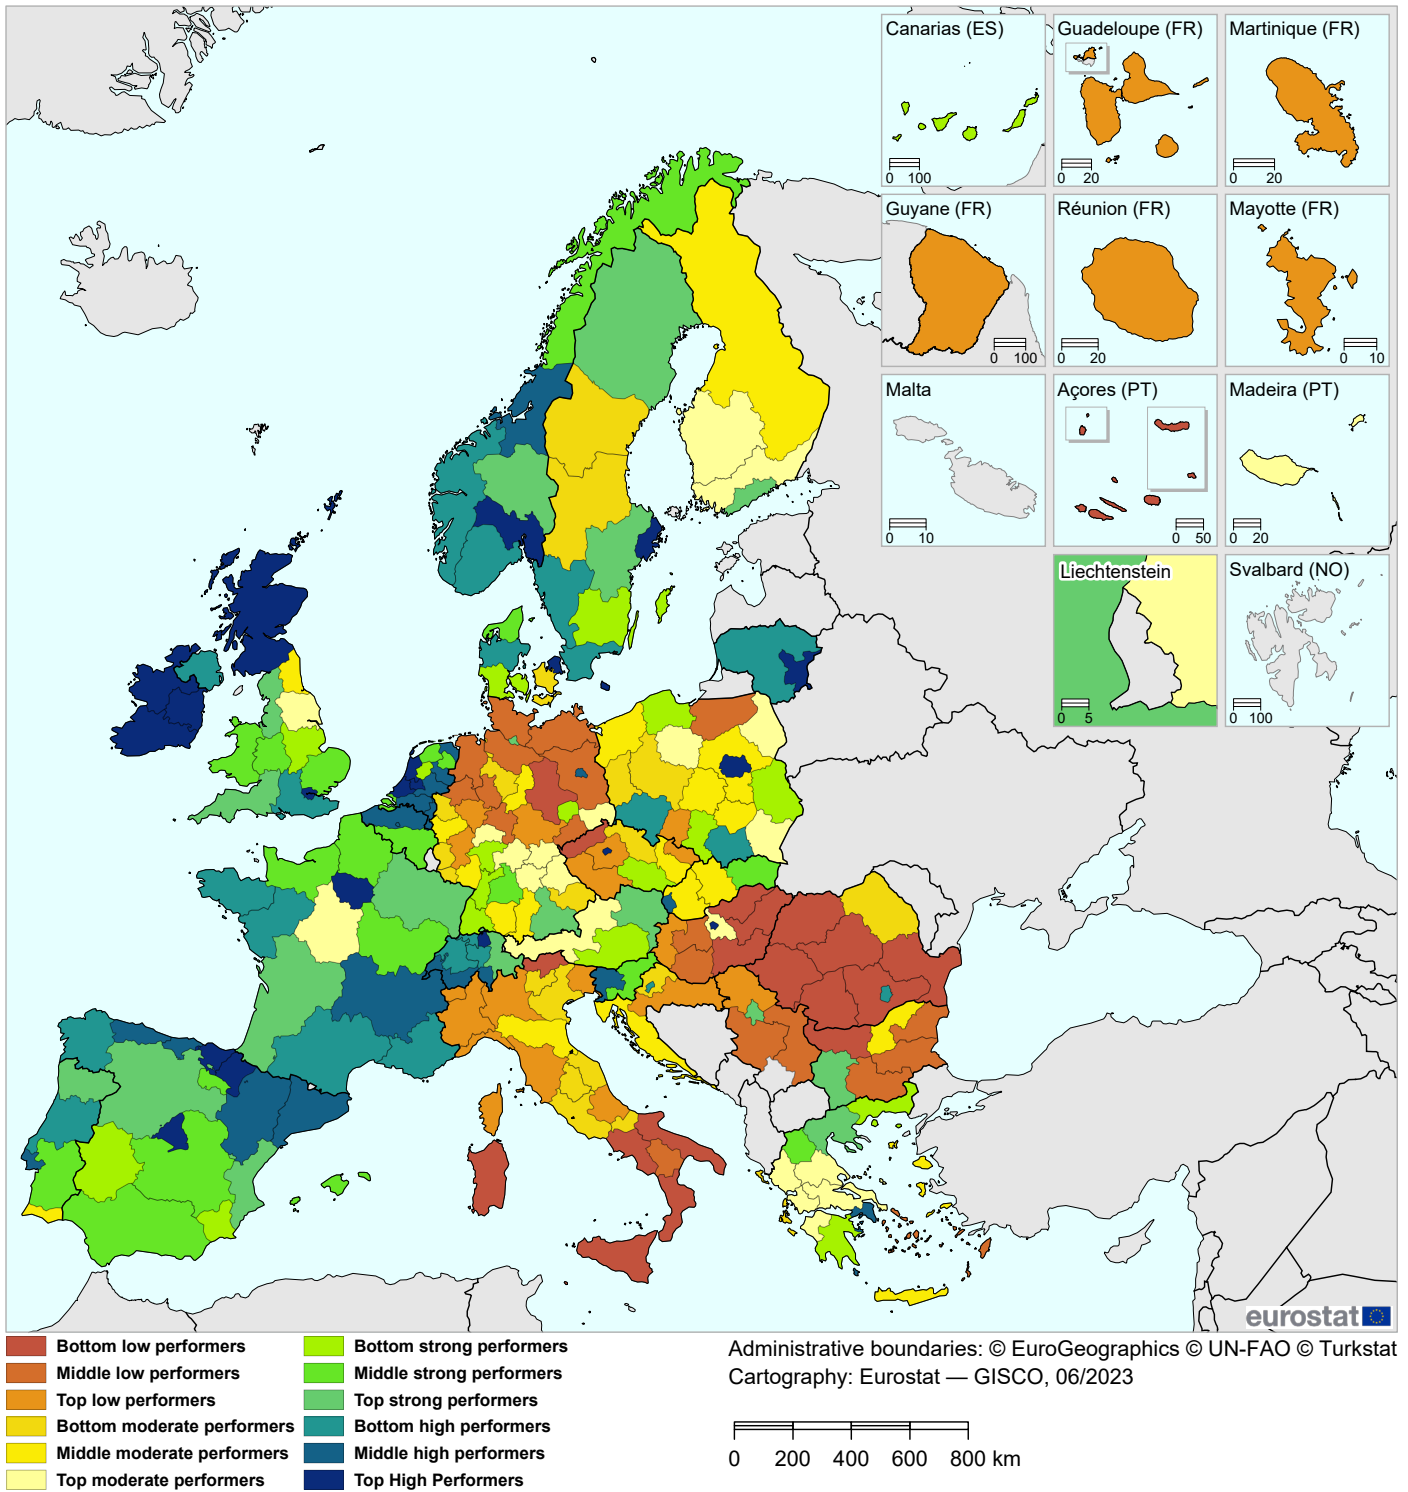 Canarias (ES)
0 100
Guadeloupe (FR)
0 20
Martinique (FR)
0 20
Guyane (FR)
0 100
Réunion (FR)
0 20
Mayotte (FR)
0 10
Malta
0 10
Açores (PT)
0 50
Madeira (PT)
0 20
Liechtenstein
0 5
Svalbard (NO)
0 100
eurostat
Bottom low performers
Middle low performers
Top low performers
Bottom moderate performers
Middle moderate performers
Top moderate performers
Bottom strong performers
Middle strong performers
Top strong performers
Bottom high performers
Middle high performers
Top High Performers
Administrative boundaries: © EuroGeographics © UN-FAO © Turkstat
Cartography: Eurostat — GISCO, 06/2023
0 200 400 600 800 km